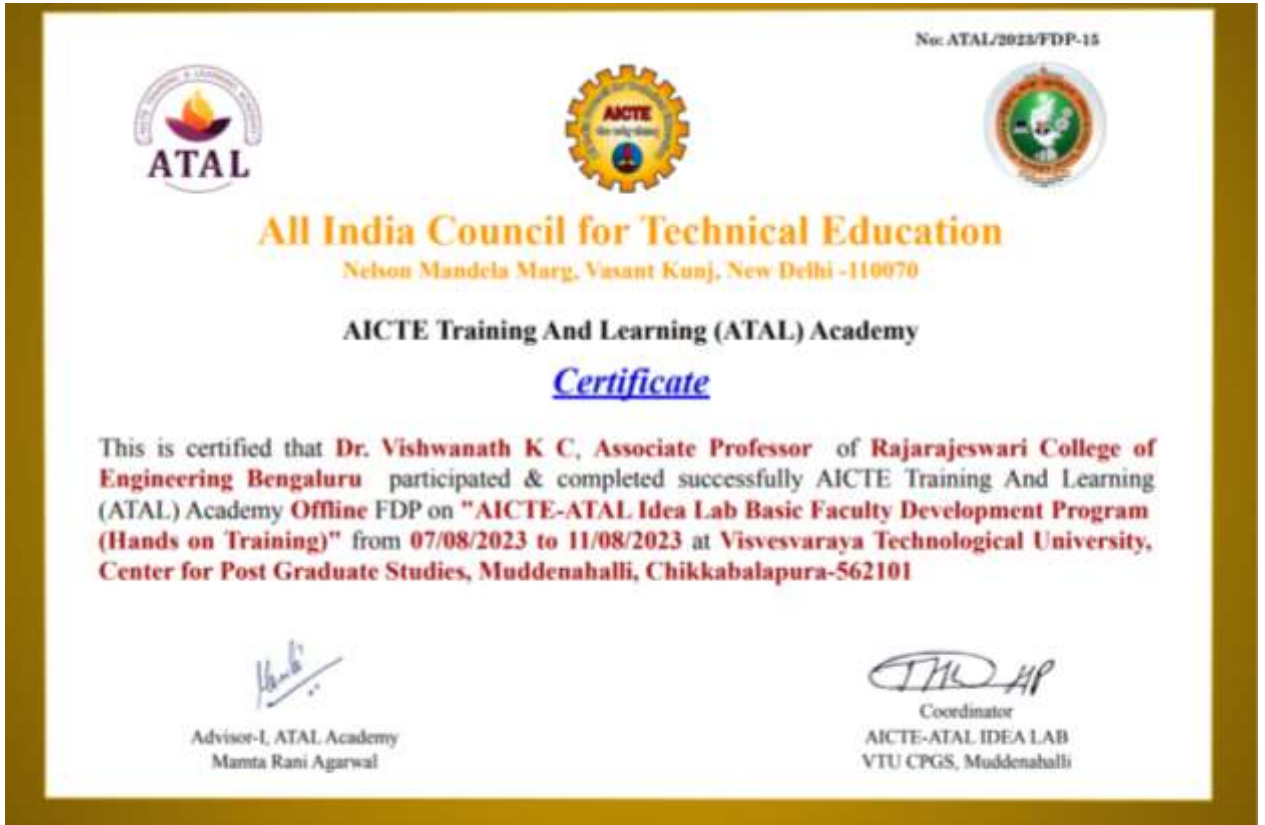 No: ATAL/2023/FDP-15
ATAL
AICTE
All India Council for Technical Education
Nelson Mandela Marg, Vasant Kunj, New Delhi -110070
AICTE Training And Learning (ATAL) Academy
Certificate
This is certified that Dr. Vishwanath K C, Associate Professor of Rajarajeswari College of
Engineering Bengaluru participated & completed successfully AICTE Training And Learning
(ATAL) Academy Offline FDP on "AICTE-ATAL Idea Lab Basic Faculty Development Program
(Hands on Training)" from 07/08/2023 to 11/08/2023 at Visvesvaraya Technological University,
Center for Post Graduate Studies, Muddenahalli, Chikkabalapura-562101
Advisor-I, ATAL Academy
Mamta Rani Agarwal
Coordinator
AICTE-ATAL IDEA LAB
VTU CPGS, Muddenahalli